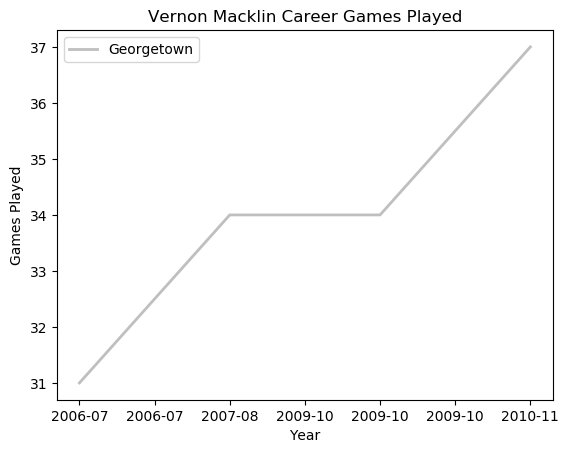 Vernon Macklin Career Games Played
Georgetown
37
36
35
34
33
32
31
Games Played
2006-07 2006-07 2007-08 2009-10 2009-10 2009-10 2010-11
Year